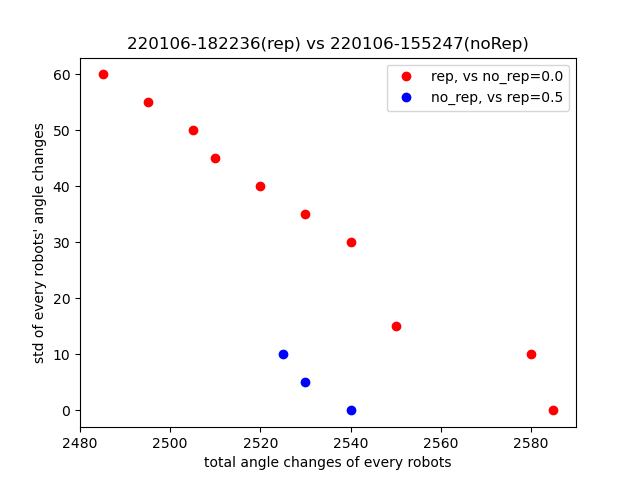 220106-182236(rep) vs 220106-155247(noRep)
rep, vs no_rep=0.0
no_rep, vs rep=0.5
60
50
40
30
20
10
0
std of every robots' angle changes
2480 2500 2520 2540 2560 2580
total angle changes of every robots